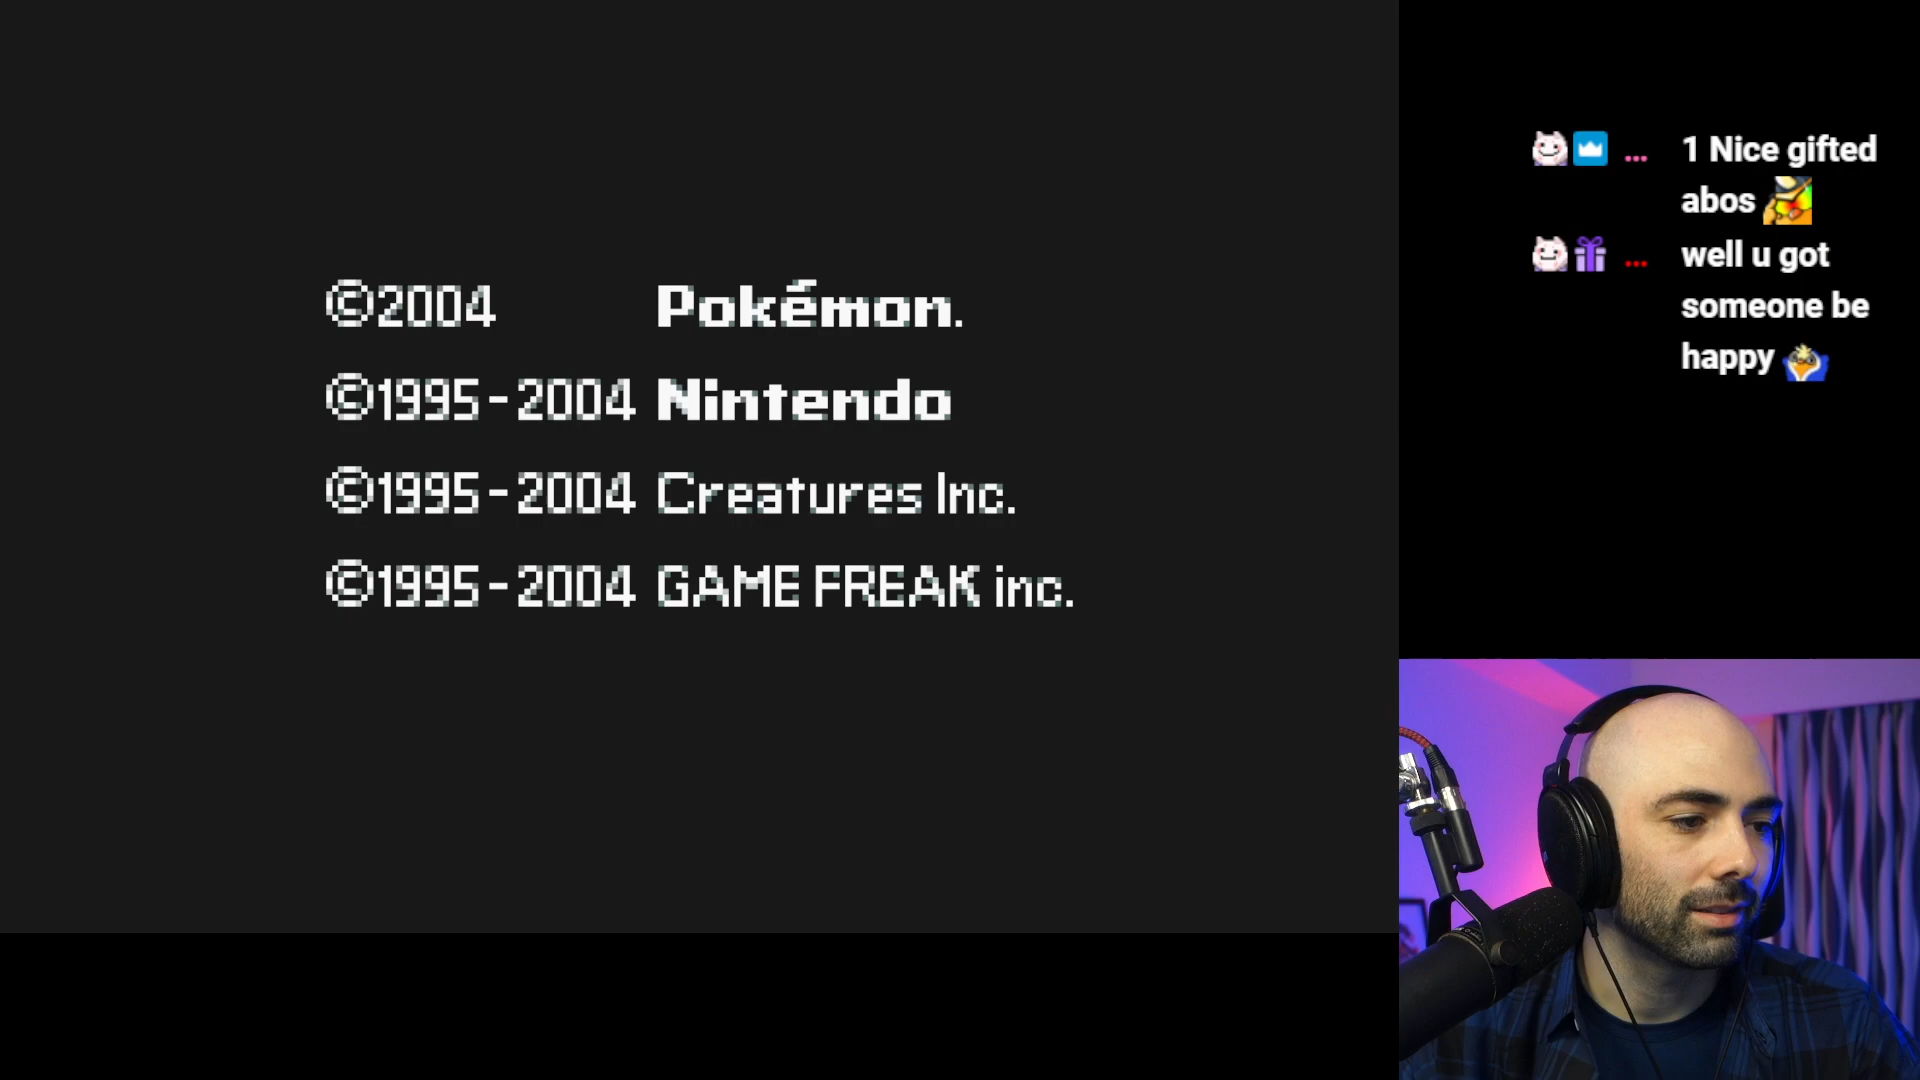 ©2004 Pokémon.
©1995-2004 Nintendo
©1995-2004 Creatures Inc.
©1995-2004 GAME FREAK inc.
... 1 Nice gifted
abos
... well u got
someone be
happy